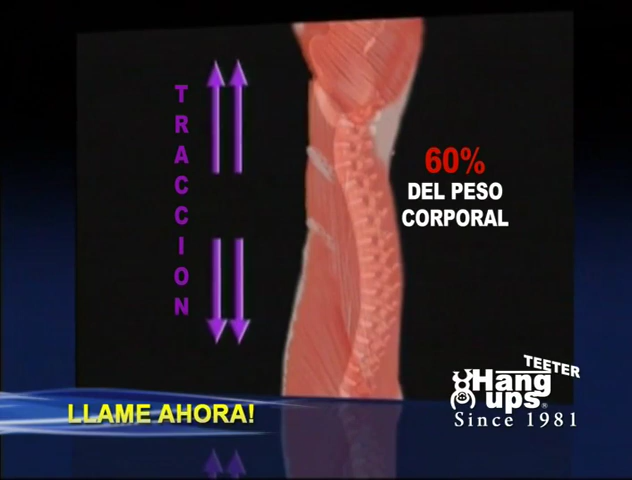 TRACCION
60%
DEL PESO
CORPORAL
LLAME AHORA!
TEETER
Hang
ups®
Since 1981